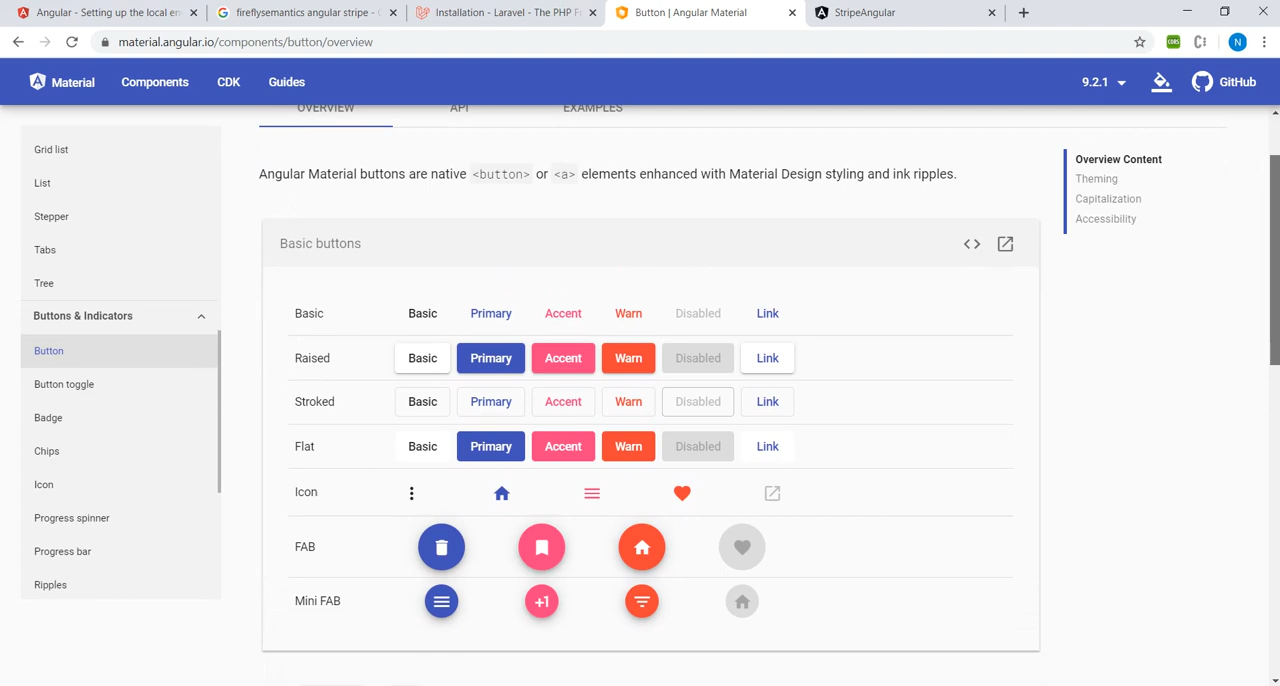 Angular - Setting up the local en
fireflysemantics angular stripe - G
Installation - Laravel - The PHP F
Button | Angular Material
StripeAngular
material.angular.io/components/button/overview
CORS
N
Material
Components
CDK
Guides
9.2.1
GitHub
OVERVIEW
API
EXAMPLES
Grid list
List
Stepper
Tabs
Tree
Buttons & Indicators
Button
Button toggle
Badge
Chips
Icon
Progress spinner
Progress bar
Ripples
Angular Material buttons are native <button> or <a> elements enhanced with Material Design styling and ink ripples.
Basic buttons
Basic Basic Primary Accent Warn Disabled Link
Raised Basic Primary Accent Warn Disabled Link
Stroked Basic Primary Accent Warn Disabled Link
Flat Basic Primary Accent Warn Disabled Link
Icon
FAB
Mini FAB +1
Overview Content
Theming
Capitalization
Accessibility